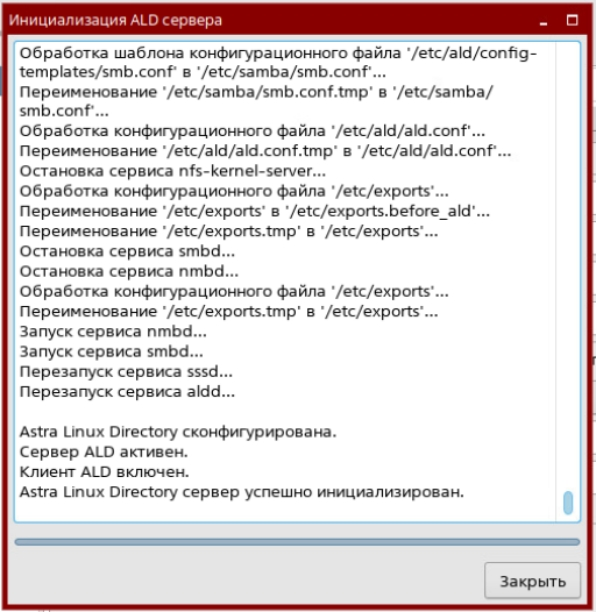 Инициализация ALD сервера
Обработка шаблона конфигурационного файла '/etc/ald/config-
templates/smb.conf' в '/etc/samba/smb.conf'...
Переименование '/etc/samba/smb.conf.tmp' в '/etc/samba/
smb.conf'...
Обработка конфигурационного файла '/etc/ald/ald.conf'...
Переименование '/etc/ald/ald.conf.tmp' в '/etc/ald/ald.conf'...
Остановка сервиса nfs-kernel-server...
Обработка конфигурационного файла '/etc/exports'...
Переименование '/etc/exports' в '/etc/exports.before_ald'...
Переименование '/etc/exports.tmp' в '/etc/exports'...
Остановка сервиса smbd...
Остановка сервиса nmbd...
Обработка конфигурационного файла '/etc/exports'...
Переименование '/etc/exports.tmp' в '/etc/exports'...
Запуск сервиса nmbd...
Запуск сервиса smbd...
Перезапуск сервиса sssd...
Перезапуск сервиса aldd...
Astra Linux Directory сконфигурирована.
Сервер ALD активен.
Клиент ALD включен.
Astra Linux Directory сервер успешно инициализирован.
Закрыть